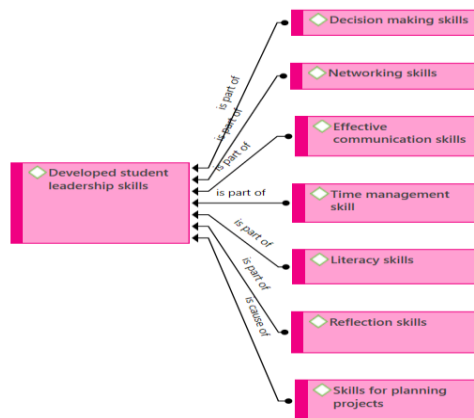 Decision making skills
is part of
Networking skills
is part of
Effective
communication skills
is part of
Developed student
leadership skills
is part of
Time management
skill
is part of
Literacy skills
is part of
Reflection skills
is cause of
Skills for planning
projects